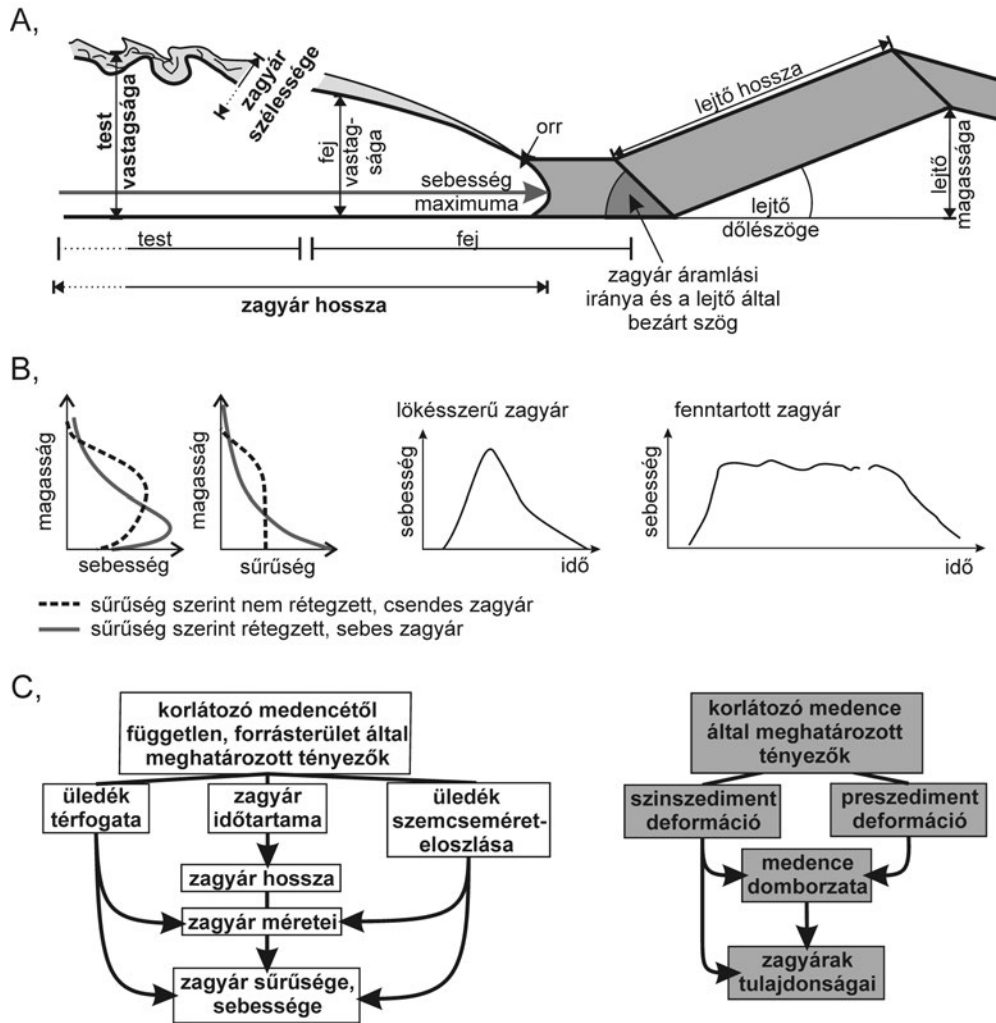 A,
test
vastagsága
zagyár
szélessége
fej
vastag-
sága
orr
sebesség
maximuma
lejtő hossza
lejtő
magassága
lejtő
dőlészöge
test
fej
zagyár hossza
zagyár áramlási
iránya és a lejtő által
bezárt szög
B,
magasság
sebesség
magasság
sűrűség
lökésszerű zagyár
sebesség
idő
fenntartott zagyár
sebesség
idő
sűrűség szerint nem rétegzett, csendes zagyár
sűrűség szerint rétegzett, sebes zagyár
C,
korlátozó medencétől
független, forrásterület által
meghatározott tényezők
üledék
térfogata
zagyár
időtartama
üledék
szemcseméret-
eloszlása
zagyár hossza
zagyár méretei
zagyár sűrűsége,
sebessége
korlátozó medence
által meghatározott
tényezők
szinszediment
deformáció
preszediment
deformáció
medence
domborzata
zagyárak
tulajdonságai